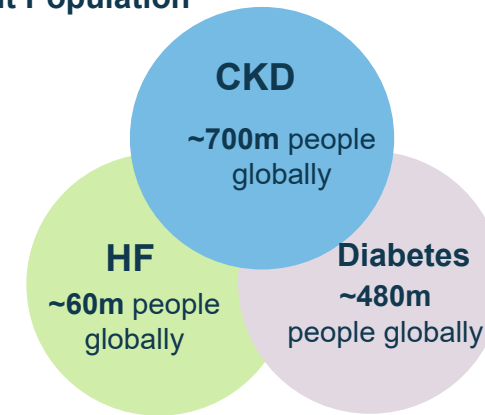 t Population
CKD
~700m people
globally
HF
~60m people
globally
Diabetes
~480m
people globally